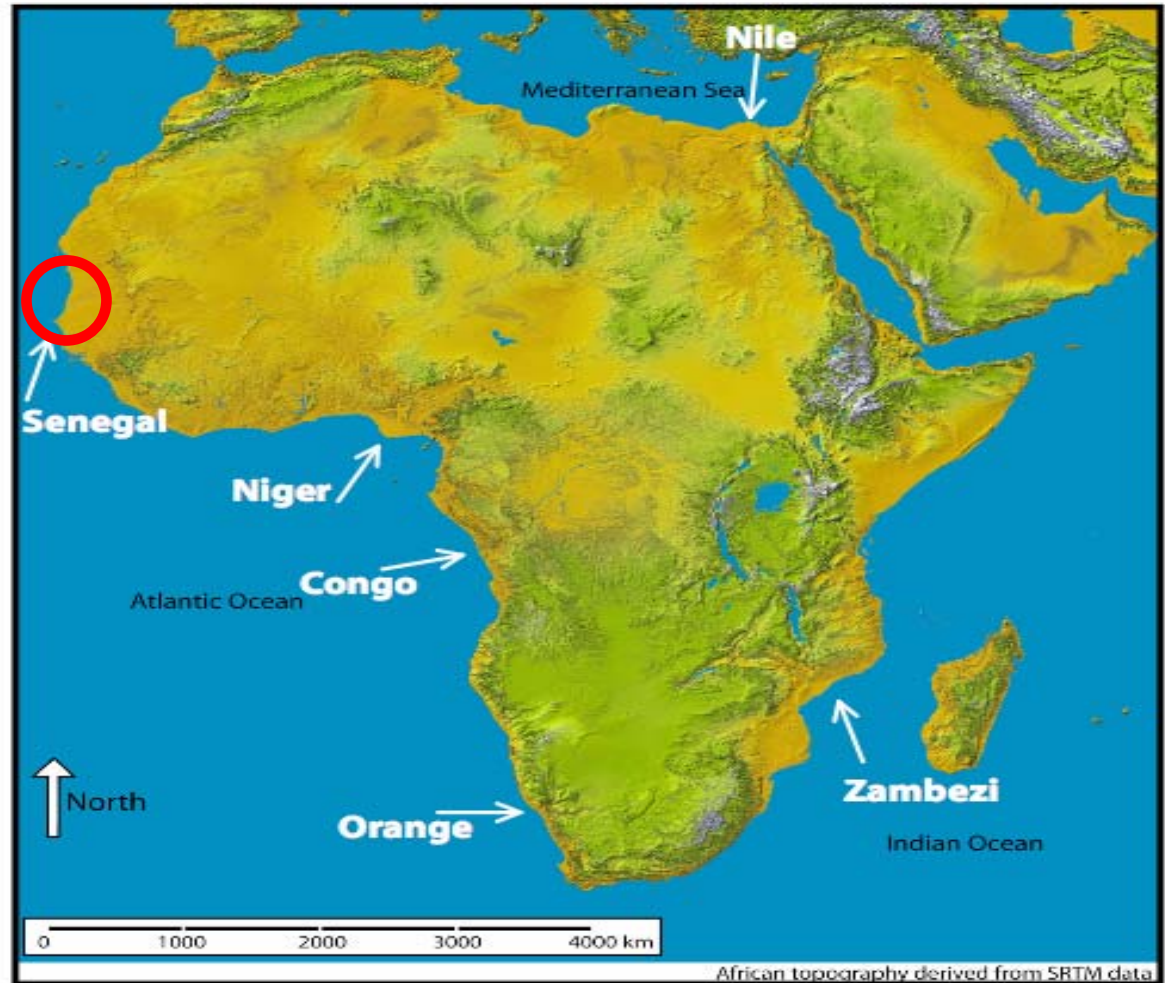 Nile
Mediterranean Sea
Senegal
Niger
Congo
Atlantic Ocean
Zambezi
North
Orange
Indian Ocean
0 1000 2000 3000 4000 km
African topography derived from SRTM data